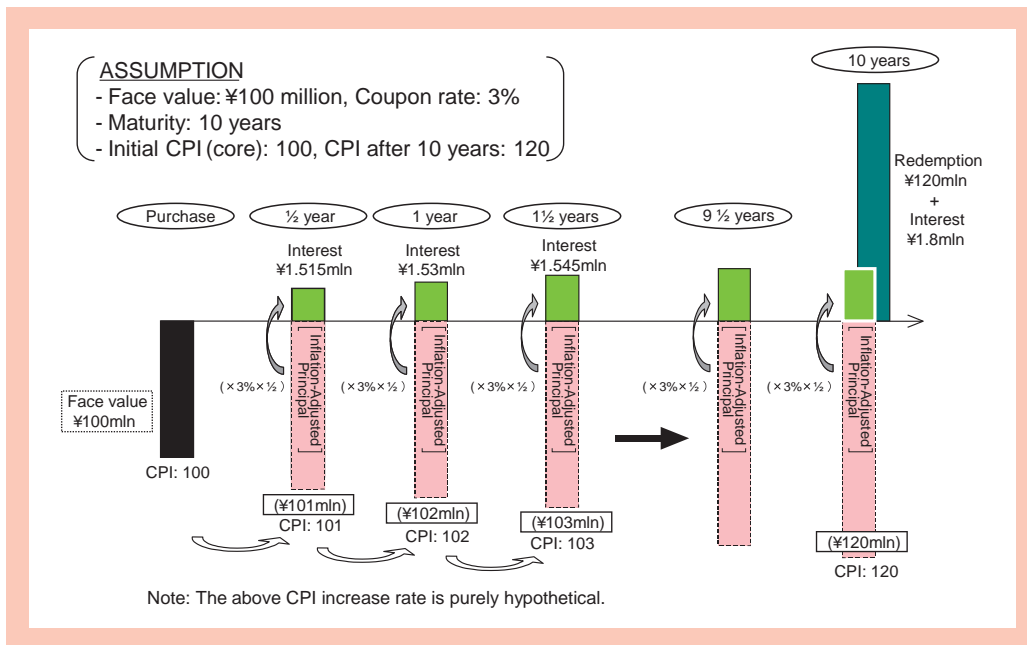 ASSUMPTION
- Face value: ¥100 million, Coupon rate: 3%
- Maturity: 10 years
- Initial CPI (core): 100, CPI after 10 years: 120
10 years
Redemption
¥120mln
+
Interest
¥1.8mln
Purchase
½ year
1 year
1½ years
9 ½ years
Interest
¥1.515mln
Interest
¥1.53mln
Interest
¥1.545mln
Face value
¥100mln
CPI: 100
(×3%×½)
(×3%×½)
(×3%×½)
(×3%×½)
(×3%×½)
[Inflation-Adjusted
Principal]
[Inflation-Adjusted
Principal]
[Inflation-Adjusted
Principal]
[Inflation-Adjusted
Principal]
[Inflation-Adjusted
Principal]
(¥101mln)
CPI: 101
(¥102mln)
CPI: 102
(¥103mln)
CPI: 103
(¥120mln)
CPI: 120
Note: The above CPI increase rate is purely hypothetical.